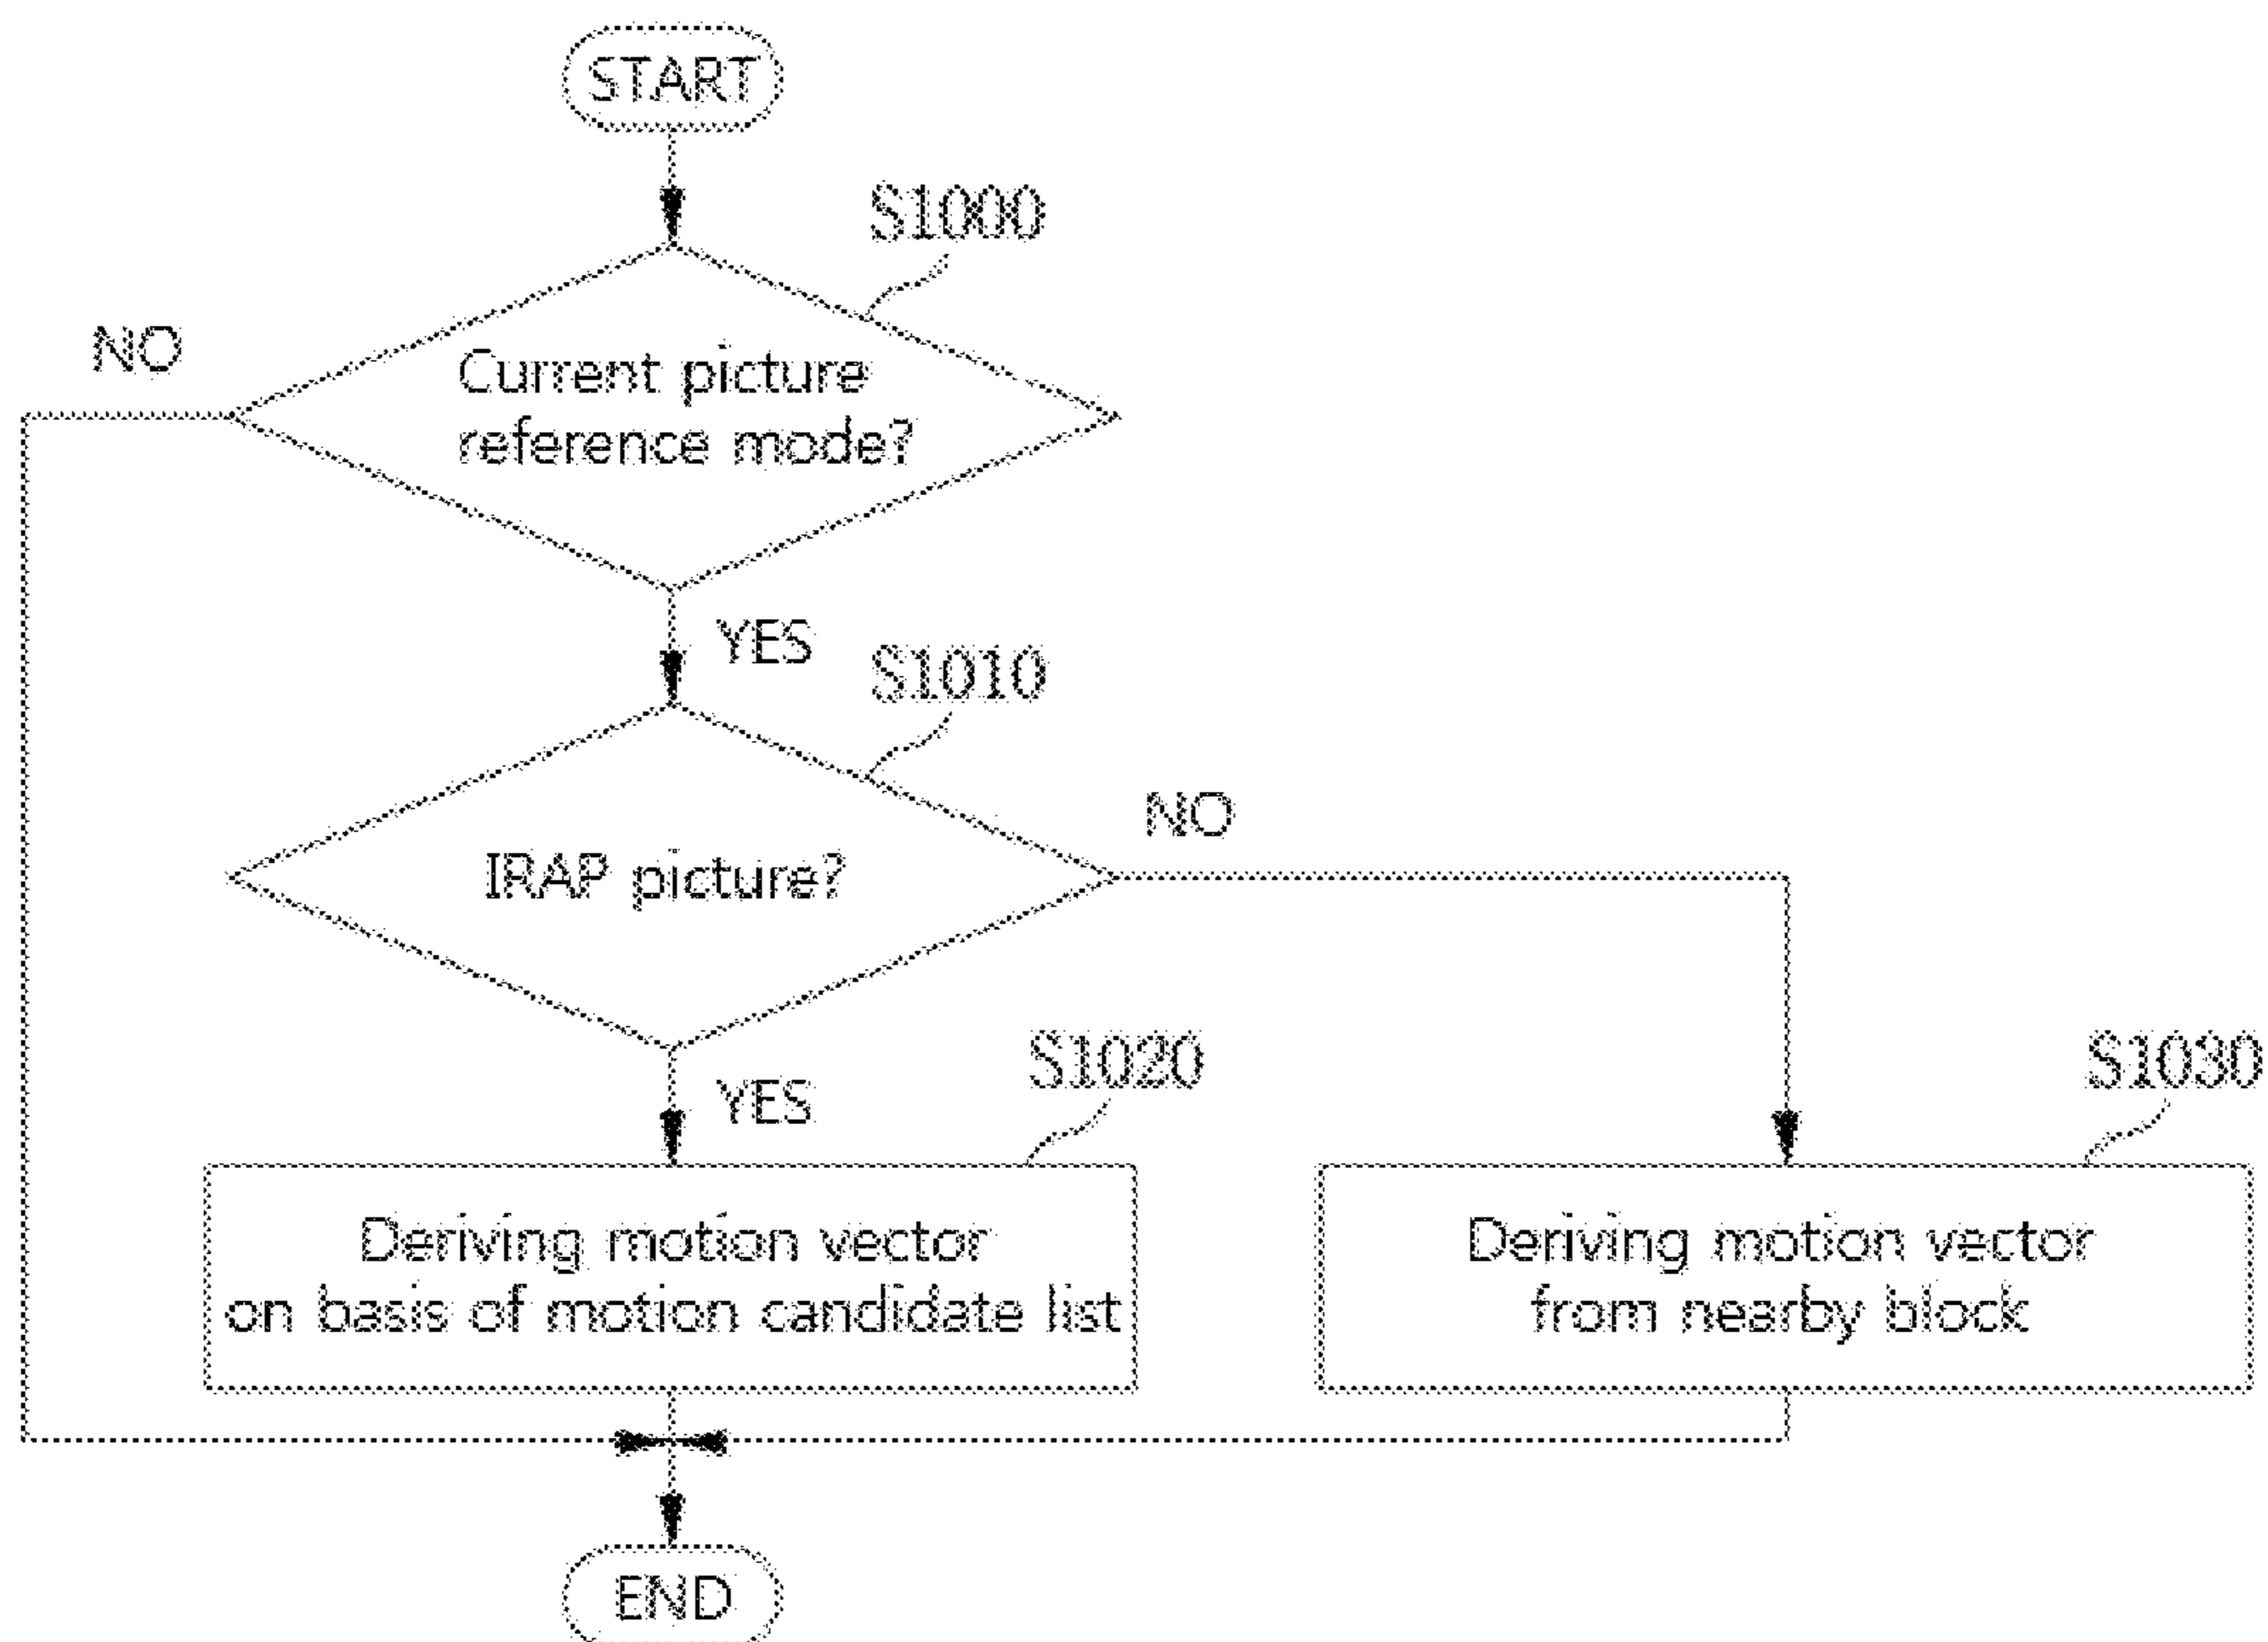 START
S1000
NO
Current picture
reference mode?
YES
S1010
NO
IRAP picture?
YES
S1020
S1030
Deriving motion vector
on basis of motion candidate list
Deriving motion vector
from nearby block
END